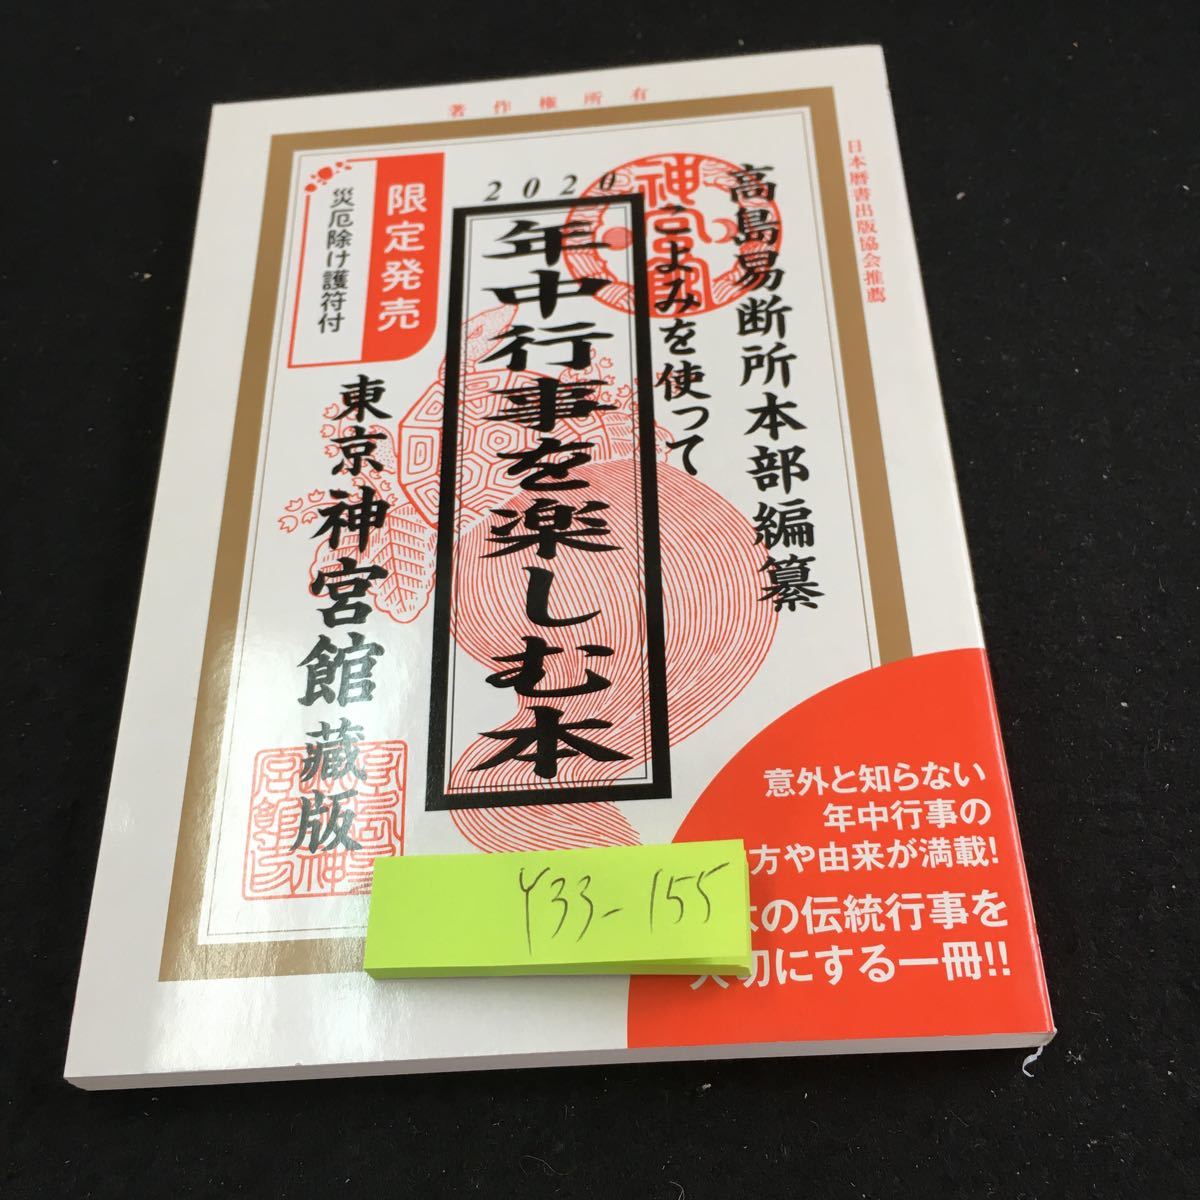 著作権所有
日本暦書出版協会推薦
高島易断所本部編纂
神宮館
こよみを使って
2020
年中行事を楽しむ本
限定発売
災厄除け護符付
東京神宮館蔵版
意外と知らない
年中行事の
方や由来が満載!
の伝統行事を
切にする一冊!!
Y33-155